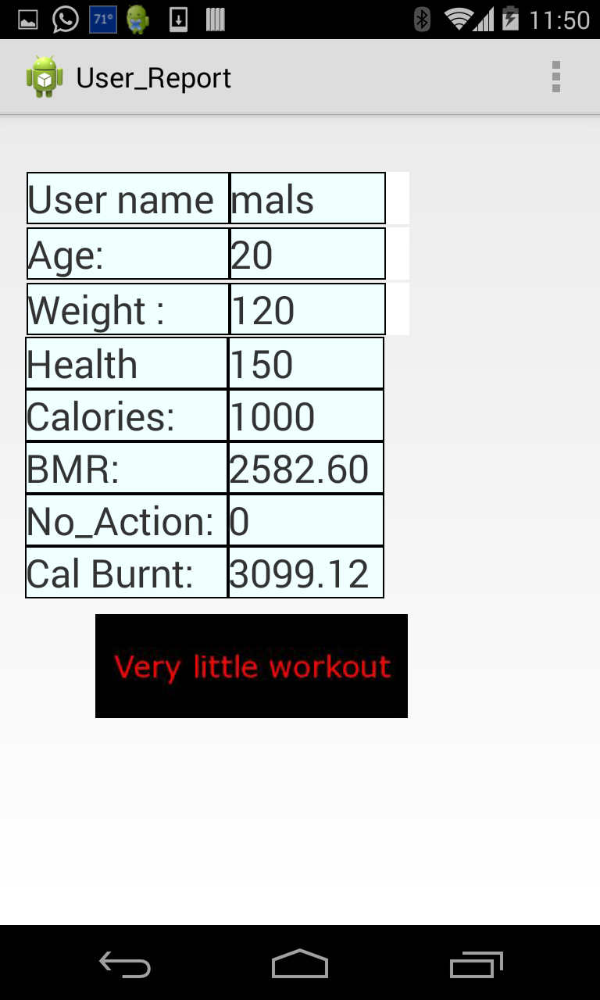 71° 11:50
User_Report
User name mals
Age: 20
Weight : 120
Health 150
Calories: 1000
BMR: 2582.60
No_Action: 0
Cal Burnt: 3099.12
Very little workout